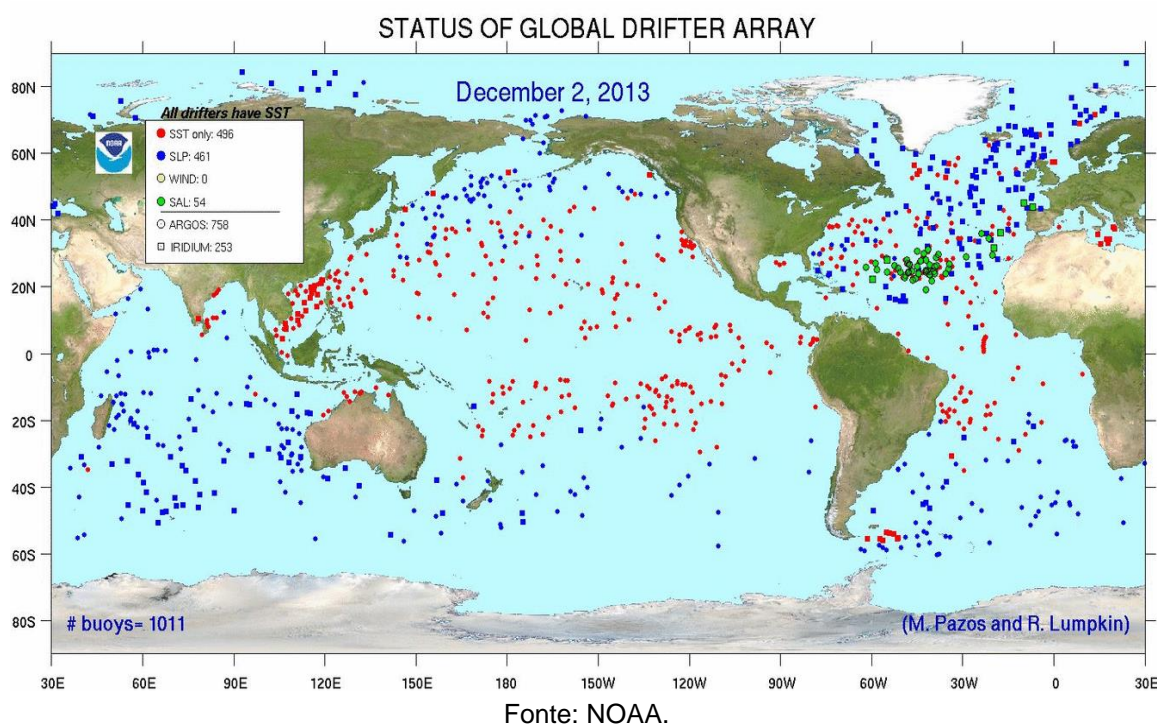 STATUS OF GLOBAL DRIFTER ARRAY
December 2, 2013
All drifters have SST
SST only: 496
SLP: 461
WIND: 0
SAL: 54
ARGOS: 758
IRIDIUM: 253
NOAA
80N
60N
40N
20N
0
20S
40S
60S
80S
# buoys= 1011
(M. Pazos and R. Lumpkin)
30E 60E 90E 120E 150E 180E 150W 120W 90W 60W 30W 0 30E
Fonte: NOAA.